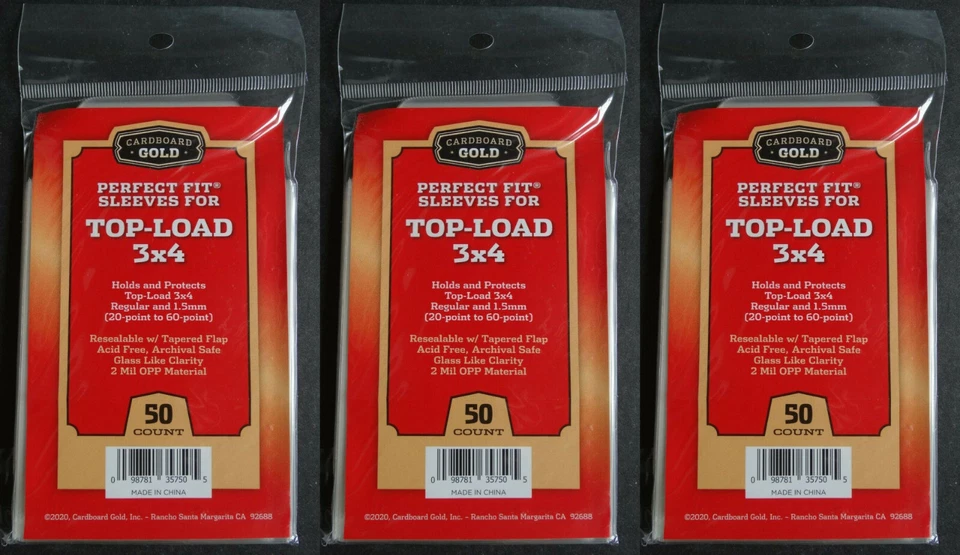 CARDBOARD
GOLD
PERFECT FIT®
SLEEVES FOR
TOP-LOAD
3x4
Holds and Protects
Top-Load 3x4
Regular and 1.5mm
(20-point to 60-point)
Resealable w/ Tapered Flap
Acid Free, Archival Safe
Glass Like Clarity
2 Mil OPP Material
50
COUNT
0 98781 35750 5
MADE IN CHINA
©2020, Cardboard Gold, Inc. ~ Rancho Santa Margarita CA 92688
CARDBOARD
GOLD
PERFECT FIT®
SLEEVES FOR
TOP-LOAD
3x4
Holds and Protects
Top-Load 3x4
Regular and 1.5mm
(20-point to 60-point)
Resealable w/ Tapered Flap
Acid Free, Archival Safe
Glass Like Clarity
2 Mil OPP Material
50
COUNT
0 98781 35750 5
MADE IN CHINA
©2020, Cardboard Gold, Inc. ~ Rancho Santa Margarita CA 92688
CARDBOARD
GOLD
PERFECT FIT®
SLEEVES FOR
TOP-LOAD
3x4
Holds and Protects
Top-Load 3x4
Regular and 1.5mm
(20-point to 60-point)
Resealable w/ Tapered Flap
Acid Free, Archival Safe
Glass Like Clarity
2 Mil OPP Material
50
COUNT
0 98781 35750 5
MADE IN CHINA
©2020, Cardboard Gold, Inc. ~ Rancho Santa Margarita CA 92688